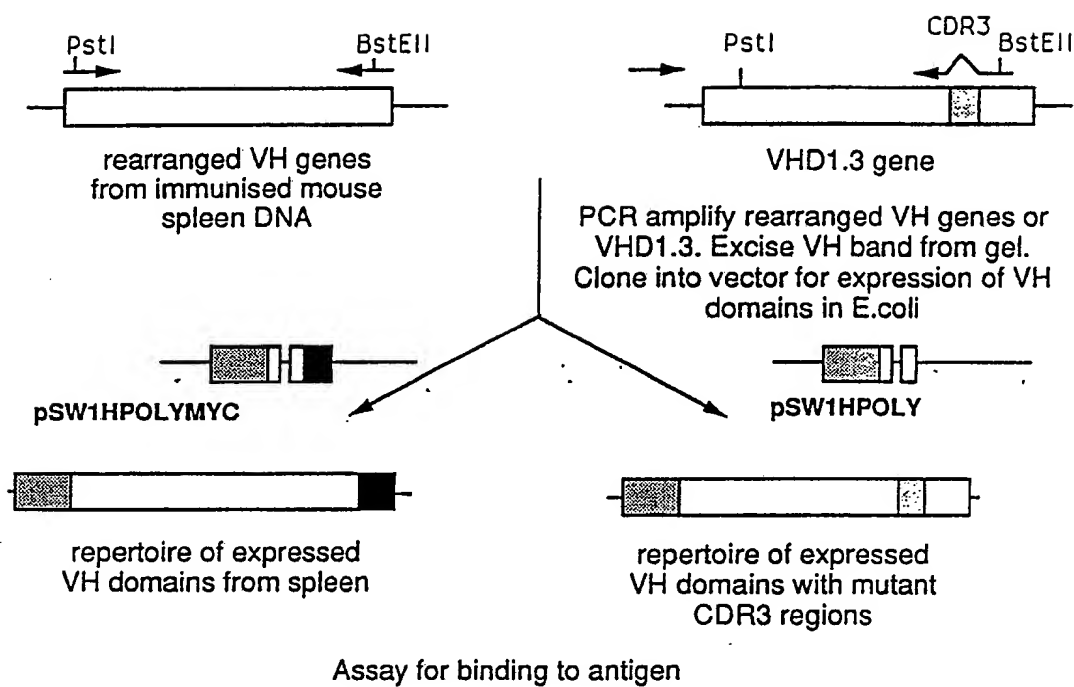 PstI
BstEII
rearranged VH genes
from immunised mouse
spleen DNA
PstI
CDR3
BstEII
VHD1.3 gene
PCR amplify rearranged VH genes or
VHD1.3. Excise VH band from gel.
Clone into vector for expression of VH
domains in E.coli
pSW1HPOLYMYC
pSW1HPOLY
repertoire of expressed
VH domains from spleen
repertoire of expressed
VH domains with mutant
CDR3 regions
Assay for binding to antigen